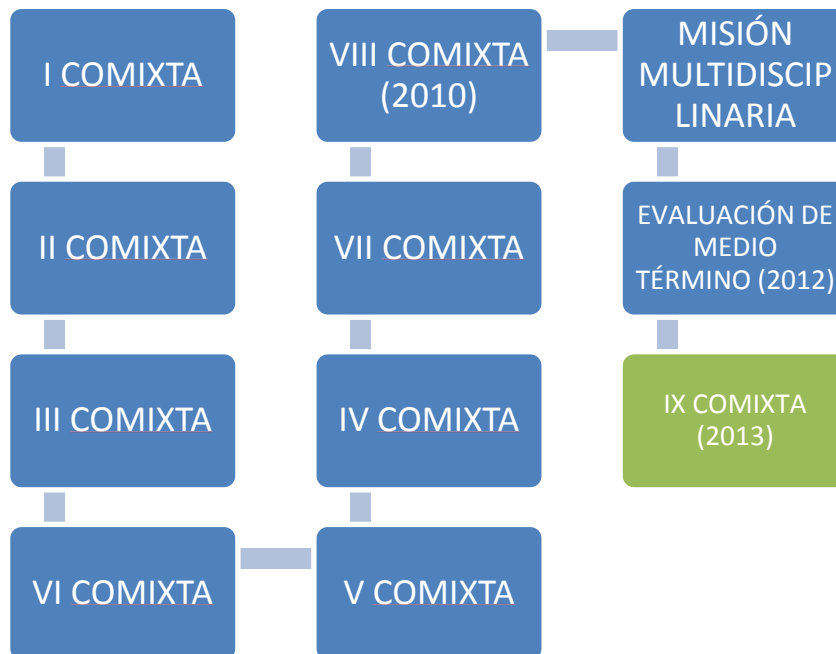 I COMIXTA
II COMIXTA
III COMIXTA
VI COMIXTA
V COMIXTA
IV COMIXTA
VII COMIXTA
VIII COMIXTA
(2010)
MISIÓN
MULTIDISCIP
LINARIA
EVALUACIÓN DE
MEDIO
TÉRMINO (2012)
IX COMIXTA
(2013)